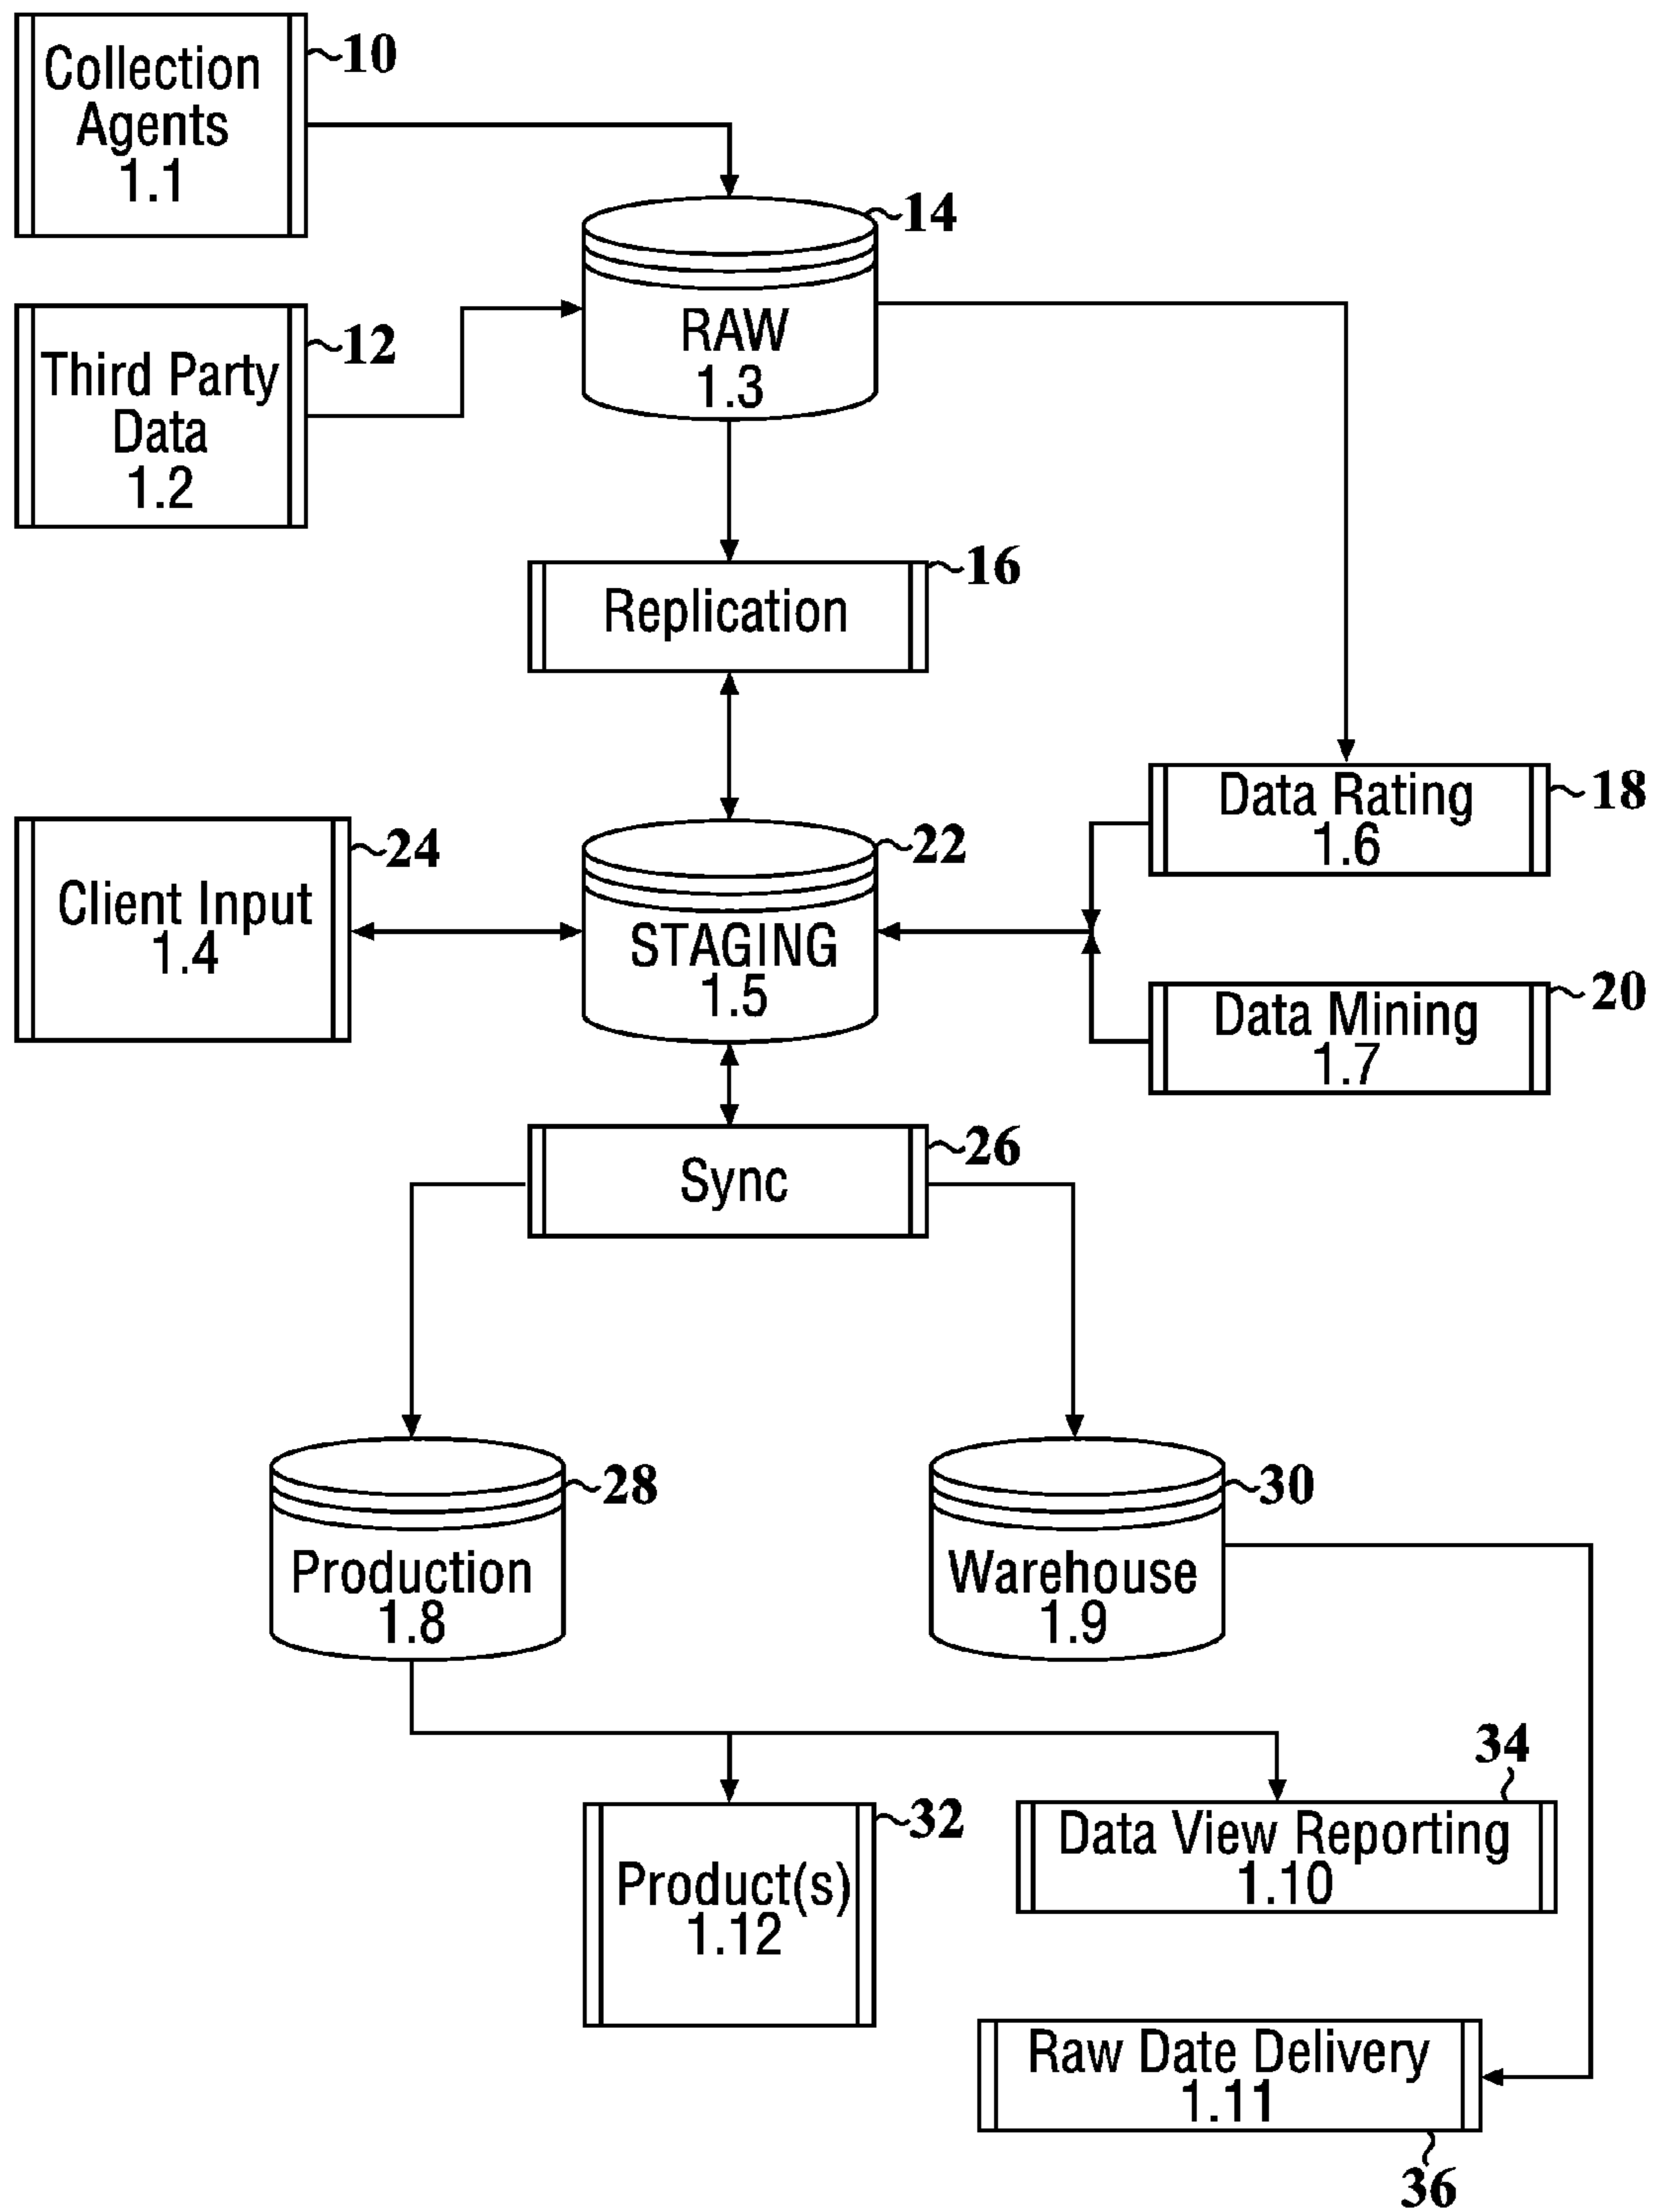 Collection
Agents
1.1
10
14
RAW
1.3
Third Party
Data
1.2
12
Replication
16
Data Rating
1.6
18
Client Input
1.4
24
STAGING
1.5
22
Data Mining
1.7
20
Sync
26
Production
1.8
28
Warehouse
1.9
30
Product(s)
1.12
32
34
Data View Reporting
1.10
Raw Date Delivery
1.11
36